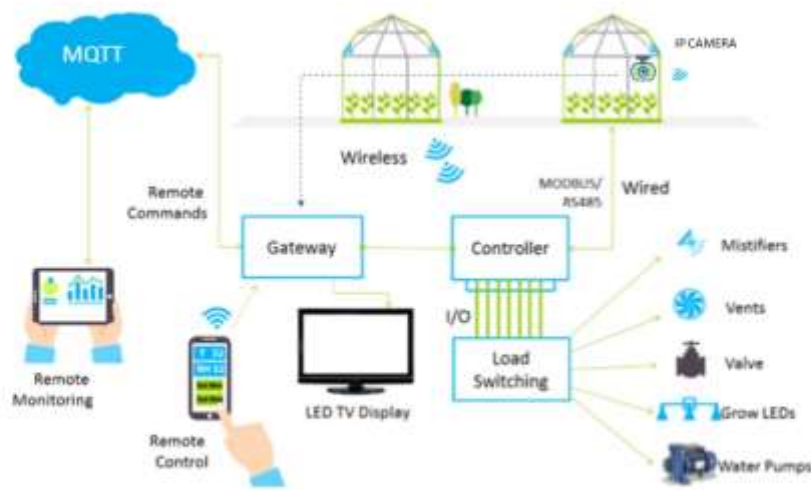 MQTT
IP CAMERA
Wireless
MODBUS/
RS485
Wired
Remote
Commands
Gateway
Controller
Mistifiers
I/O
Vents
Load
Switching
Valve
Remote
Monitoring
LED TV Display
Grow LEDs
Remote
Control
Water Pumps